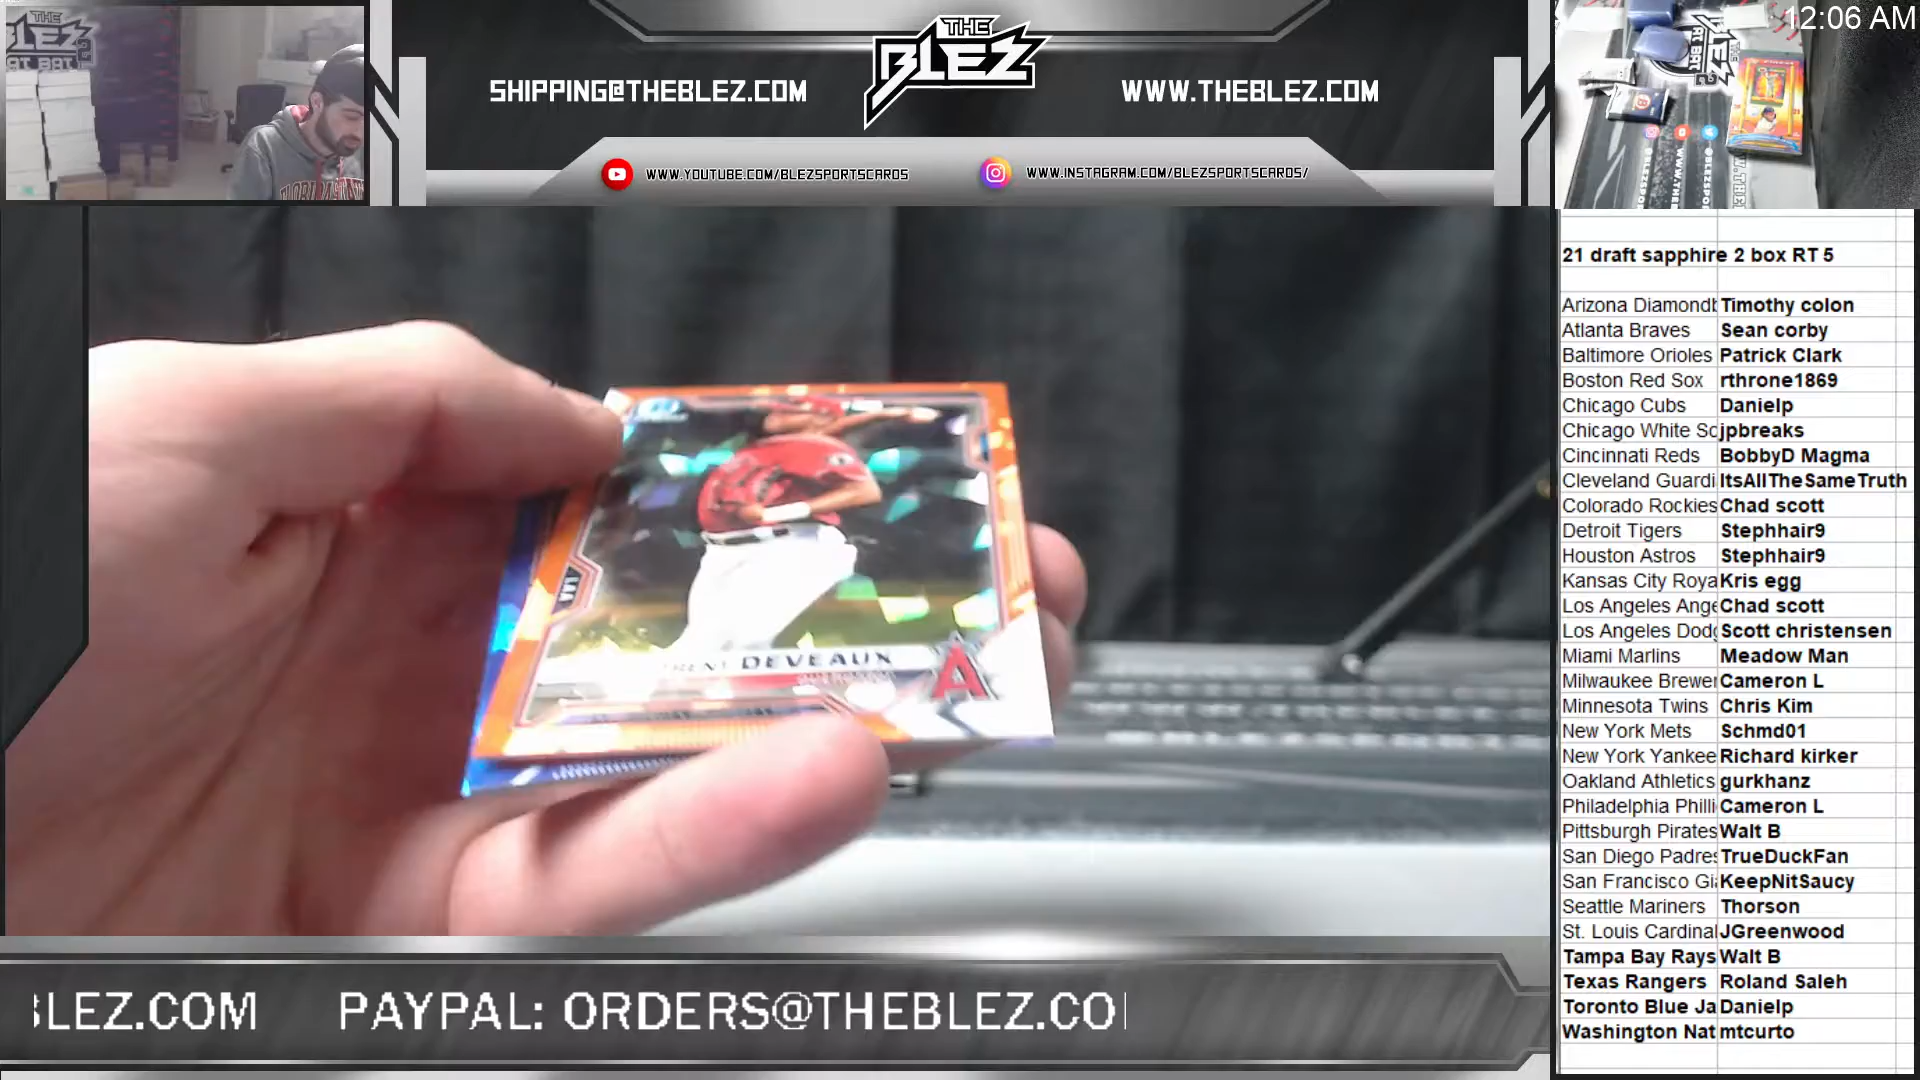 THE
BLEZ
AT BAT
SHIPPING@THEBLEZ.COM
THE
BLEZ
WWW.THEBLEZ.COM
WWW.YOUTUBE.COM/BLEZSPORTSCARDS
WWW.INSTAGRAM.COM/BLEZSPORTSCARDS/
12:06 AM
21 draft sapphire 2 box RT 5
Arizona Diamondb Timothy colon
Atlanta Braves Sean corby
Baltimore Orioles Patrick Clark
Boston Red Sox rthrone1869
Chicago Cubs Danielp
Chicago White So jpbreaks
Cincinnati Reds BobbyD Magma
Cleveland Guardi ItsAllTheSameTruth
Colorado Rockies Chad scott
Detroit Tigers Stephhair9
Houston Astros Stephhair9
Kansas City Roya Kris egg
Los Angeles Ange Chad scott
Los Angeles Dodg Scott christensen
Miami Marlins Meadow Man
Milwaukee Brewer Cameron L
Minnesota Twins Chris Kim
New York Mets Schmd01
New York Yankee Richard kirker
Oakland Athletics gurkhanz
Philadelphia Philli Cameron L
Pittsburgh Pirates Walt B
San Diego Padres TrueDuckFan
San Francisco Gi KeepNitSaucy
Seattle Mariners Thorson
St. Louis Cardinal JGreenwood
Tampa Bay Rays Walt B
Texas Rangers Roland Saleh
Toronto Blue Ja Danielp
Washington Nat mtcurto
DEVEAUX
A
LEZ.COM PAYPAL: ORDERS@THEBLEZ.CO